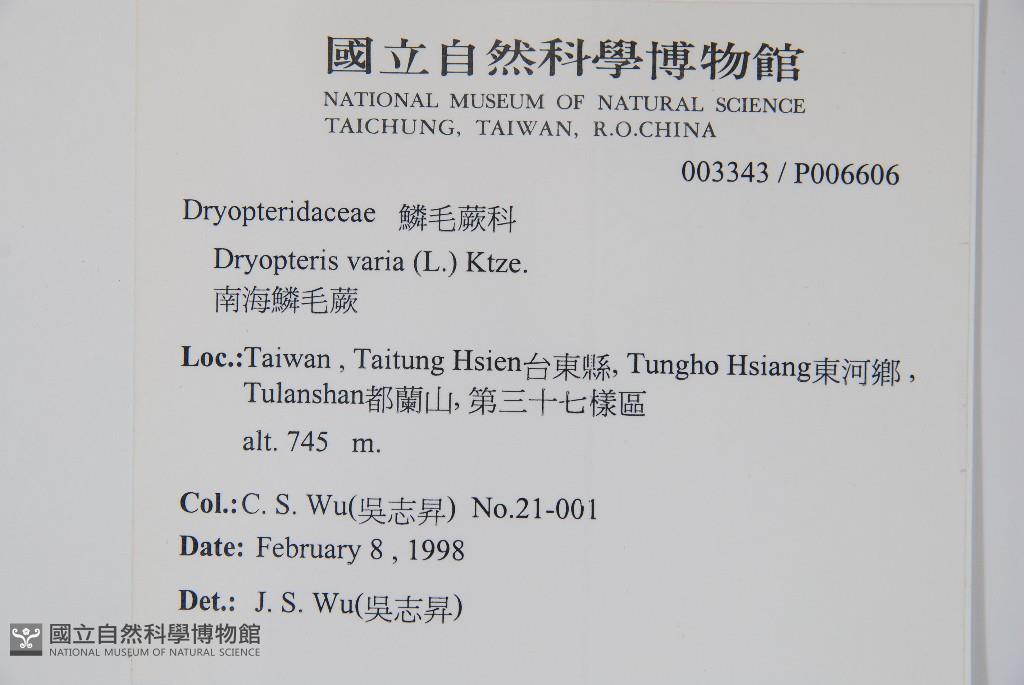 國立自然科學博物館
NATIONAL MUSEUM OF NATURAL SCIENCE
TAICHUNG, TAIWAN, R.O.CHINA
003343 / P006606
Dryopteridaceae 鱗毛蕨科
Dryopteris varia (L.) Ktze.
南海鱗毛蕨
Loc.:Taiwan , Taitung Hsien台東縣, Tungho Hsiang東河鄉 ,
Tulanshan都蘭山, 第三十七樣區
alt. 745 m.
Col.:C. S. Wu(吳志昇) No.21-001
Date: February 8 , 1998
Det.: J. S. Wu(吳志昇)
國立自然科學博物館
NATIONAL MUSEUM OF NATURAL SCIENCE